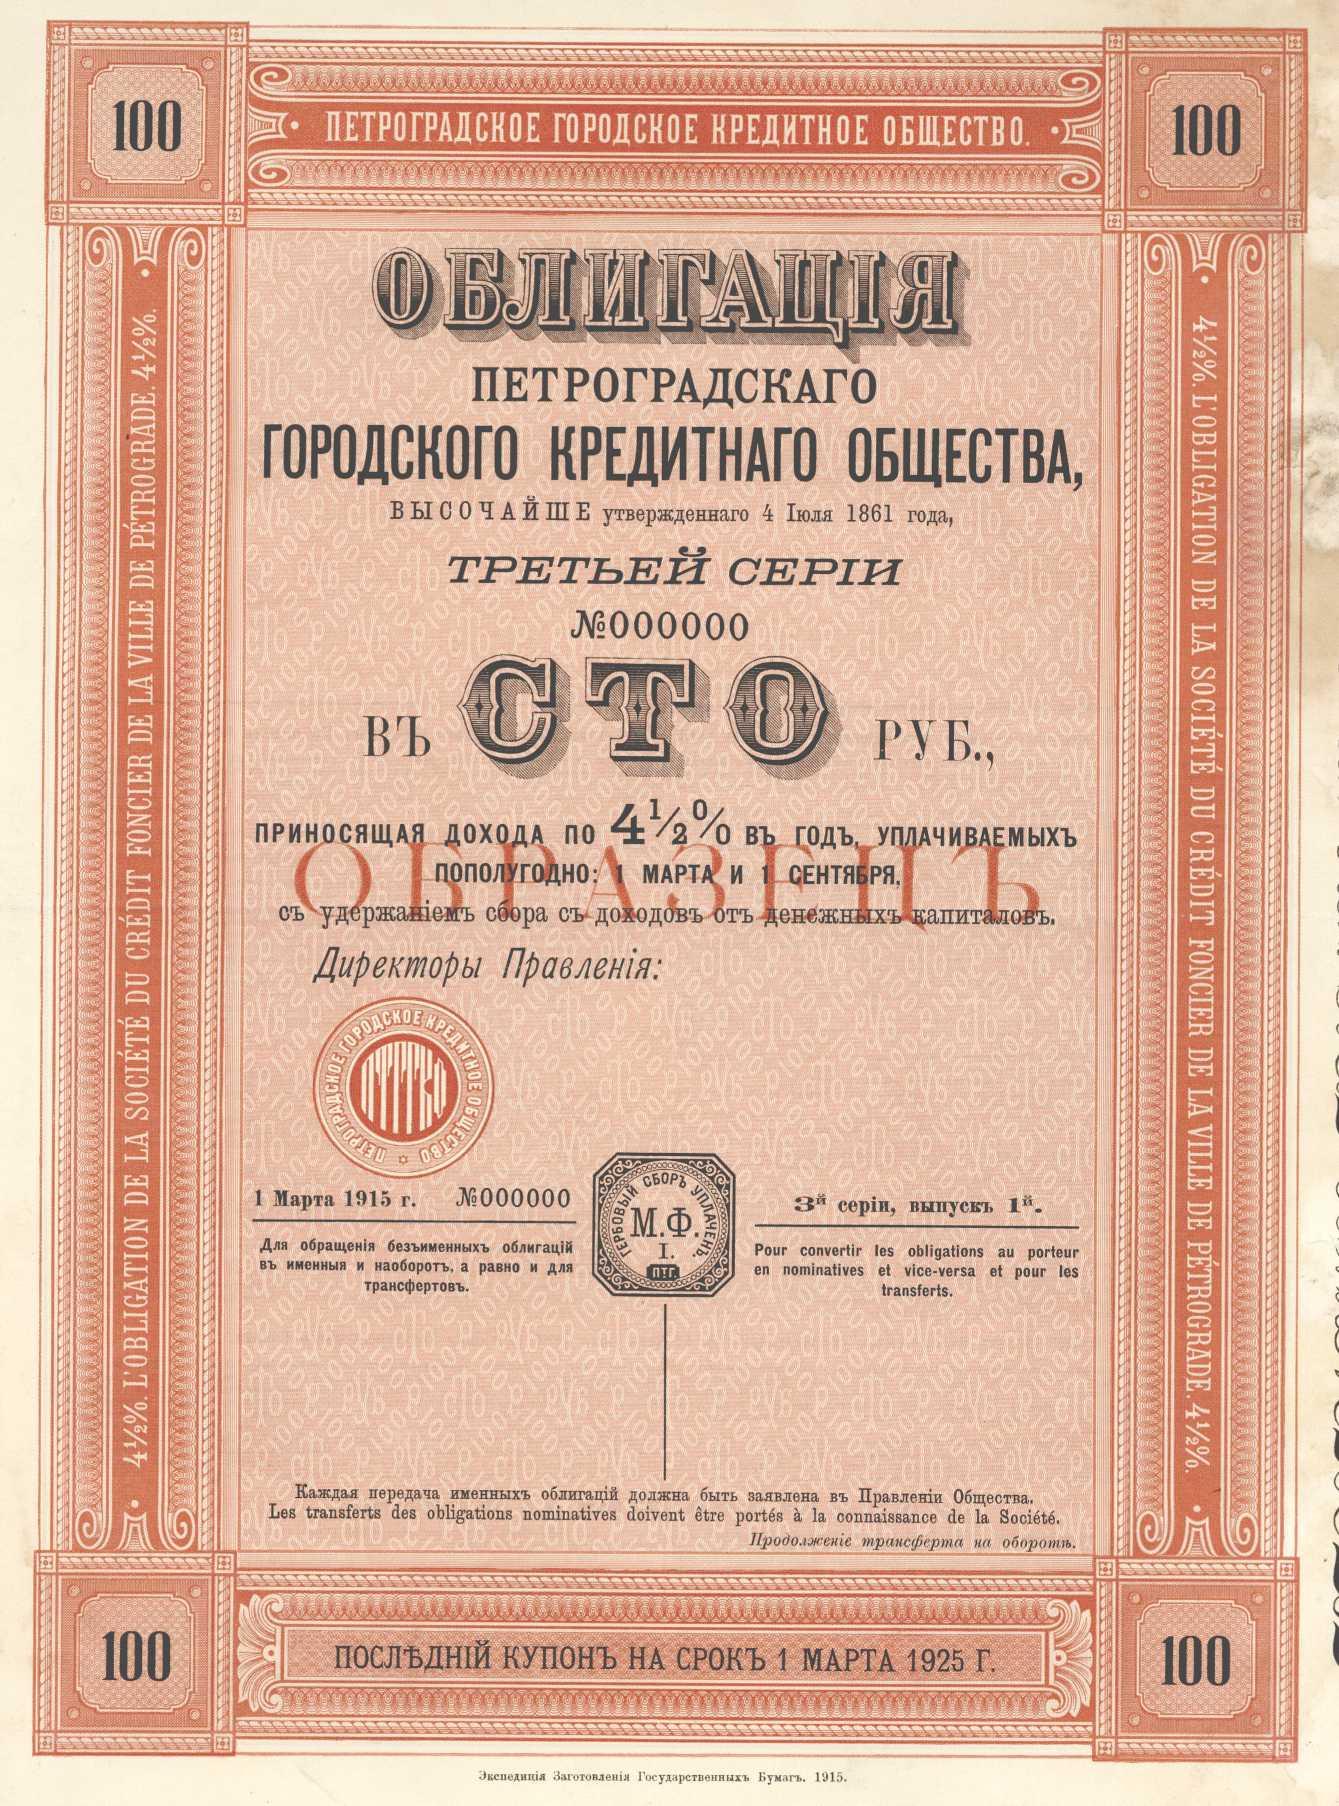 100
ПЕТРОГРАДСКОЕ ГОРОДСКОЕ КРЕДИТНОЕ ОБЩЕСТВО.
100
4½%. L'OBLIGATION DE LA SOCIÉTÉ DU CRÉDIT FONCIER DE LA VILLE DE PÉTROGRADE. 4½%.
4½%. L'OBLIGATION DE LA SOCIÉTÉ DU CRÉDIT FONCIER DE LA VILLE DE PÉTROGRADE. 4½%.
ОБЛИГАЦІЯ
ПЕТРОГРАДСКАГО
ГОРОДСКОГО КРЕДИТНАГО ОБЩЕСТВА,
ВЫСОЧАЙШЕ утвержденнаго 4 Іюля 1861 года,
ТРЕТЬЕЙ СЕРІИ
№000000
ВЪ СТО РУБ.,
ПРИНОСЯЩАЯ ДОХОДА ПО 4½% ВЪ ГОДЪ, УПЛАЧИВАЕМЫХЪ
ОБРАЗЕЦЪ
ПОПОЛУГОДНО: 1 МАРТА И 1 СЕНТЯБРЯ,
съ удержаніемъ сбора съ доходовъ отъ денежныхъ капиталовъ.
Директоры Правленія:
ПЕТРОГРАДСКОЕ ГОРОДСКОЕ КРЕДИТНОЕ ОБЩЕСТВО
1 Марта 1915 г. №000000
Для обращенія безъименныхъ облигацій
въ именныя и наоборотъ, а равно и для
трансфертовъ.
ГЕРБОВЫЙ СБОРЪ УПЛАЧЕНЪ.
М.Ф.
I.
ПТГ.
3й серіи, выпускъ 1й.
Pour convertir les obligations au porteur
en nominatives et vice-versa et pour les
transferts.
Каждая передача именныхъ облигацій должна быть заявлена въ Правленіи Общества.
Les transferts des obligations nominatives doivent être portés à la connaissance de la Société.
Продолженіе трансферта на оборотѣ.
100
ПОСЛѢДНІЙ КУПОНЪ НА СРОКЪ 1 МАРТА 1925 Г.
100
Экспедиція Заготовленія Государственныхъ Бумагъ. 1915.